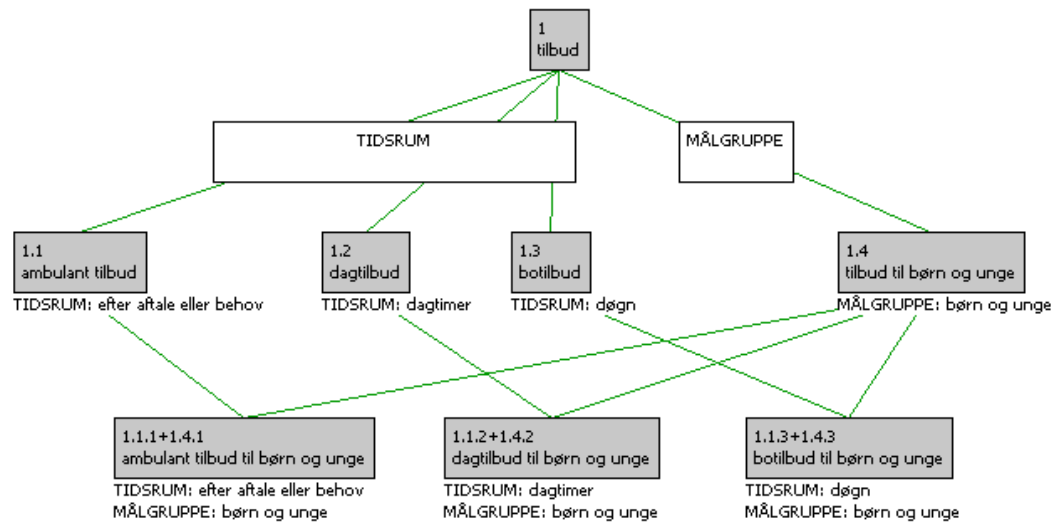 1
tilbud
TIDSRUM
MÅLGRUPPE
1.1
ambulant tilbud
TIDSRUM: efter aftale eller behov
1.2
dagtilbud
TIDSRUM: dagtimer
1.3
botilbud
TIDSRUM: døgn
1.4
tilbud til børn og unge
MÅLGRUPPE: børn og unge
1.1.1+1.4.1
ambulant tilbud til børn og unge
TIDSRUM: efter aftale eller behov
MÅLGRUPPE: børn og unge
1.1.2+1.4.2
dagtilbud til børn og unge
TIDSRUM: dagtimer
MÅLGRUPPE: børn og unge
1.1.3+1.4.3
botilbud til børn og unge
TIDSRUM: døgn
MÅLGRUPPE: børn og unge